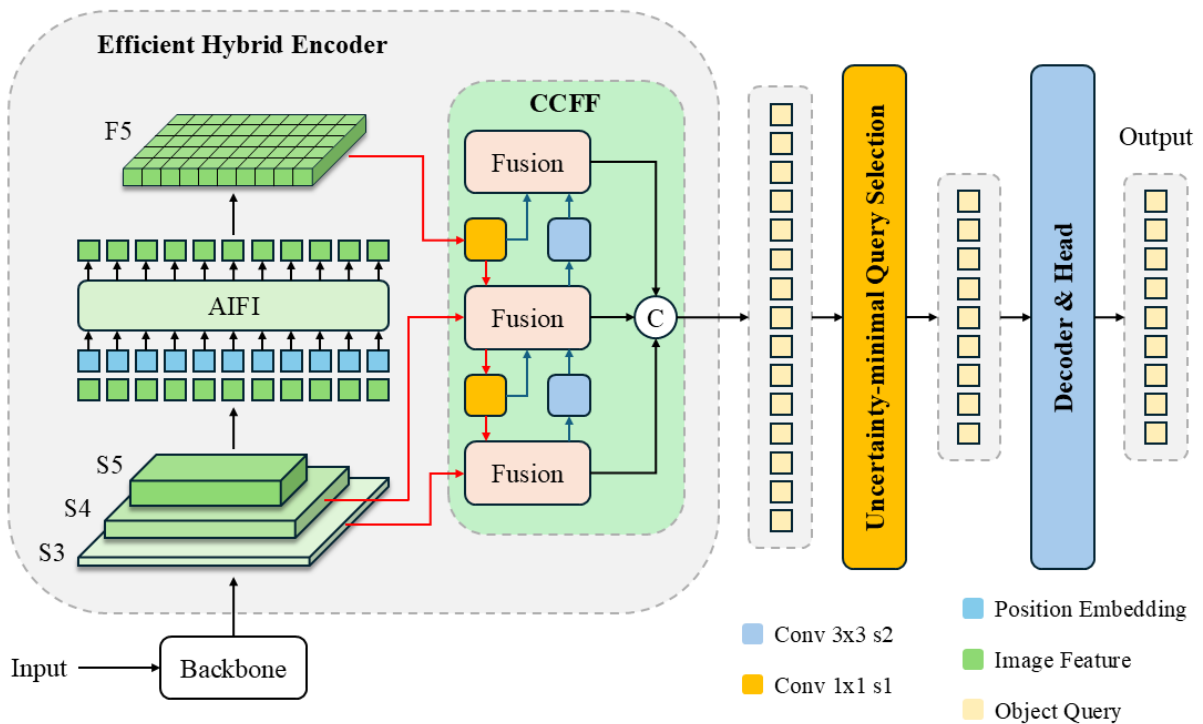 Efficient Hybrid Encoder
CCFF
F5
Fusion
Output
AIFI
Fusion
C
Uncertainty-minimal Query Selection
Decoder & Head
S5
S4
S3
Fusion
Input
Backbone
Conv 3x3 s2
Conv 1x1 s1
Position Embedding
Image Feature
Object Query